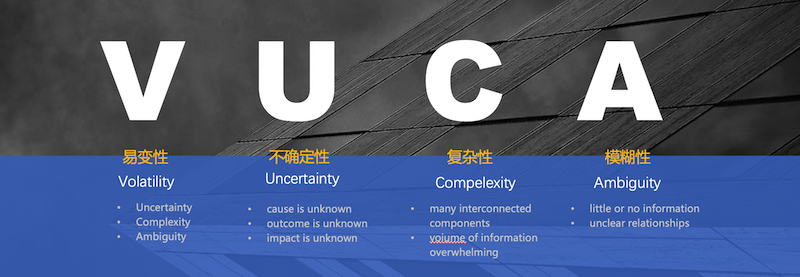 V U C A
易变性 不确定性 复杂性 模糊性
Volatility Uncertainty Compelexity Ambiguity
• Uncertainty
• Complexity
• Ambiguity
• cause is unknown
• outcome is unknown
• impact is unknown
• many interconnected
components
• volume of information
overwhelming
• little or no information
• unclear relationships